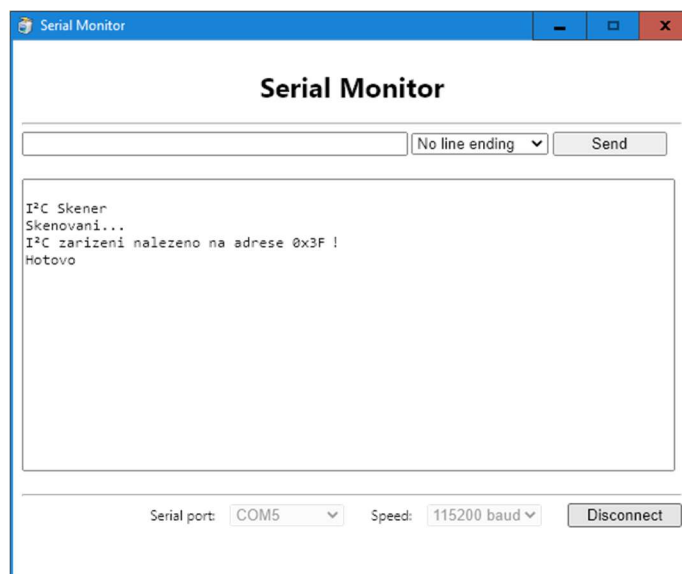 Serial Monitor
Serial Monitor
No line ending
Send
I²C Skener
Skenovani...
I²C zarizeni nalezeno na adrese 0x3F !
Hotovo
Serial port: COM5 Speed: 115200 baud Disconnect